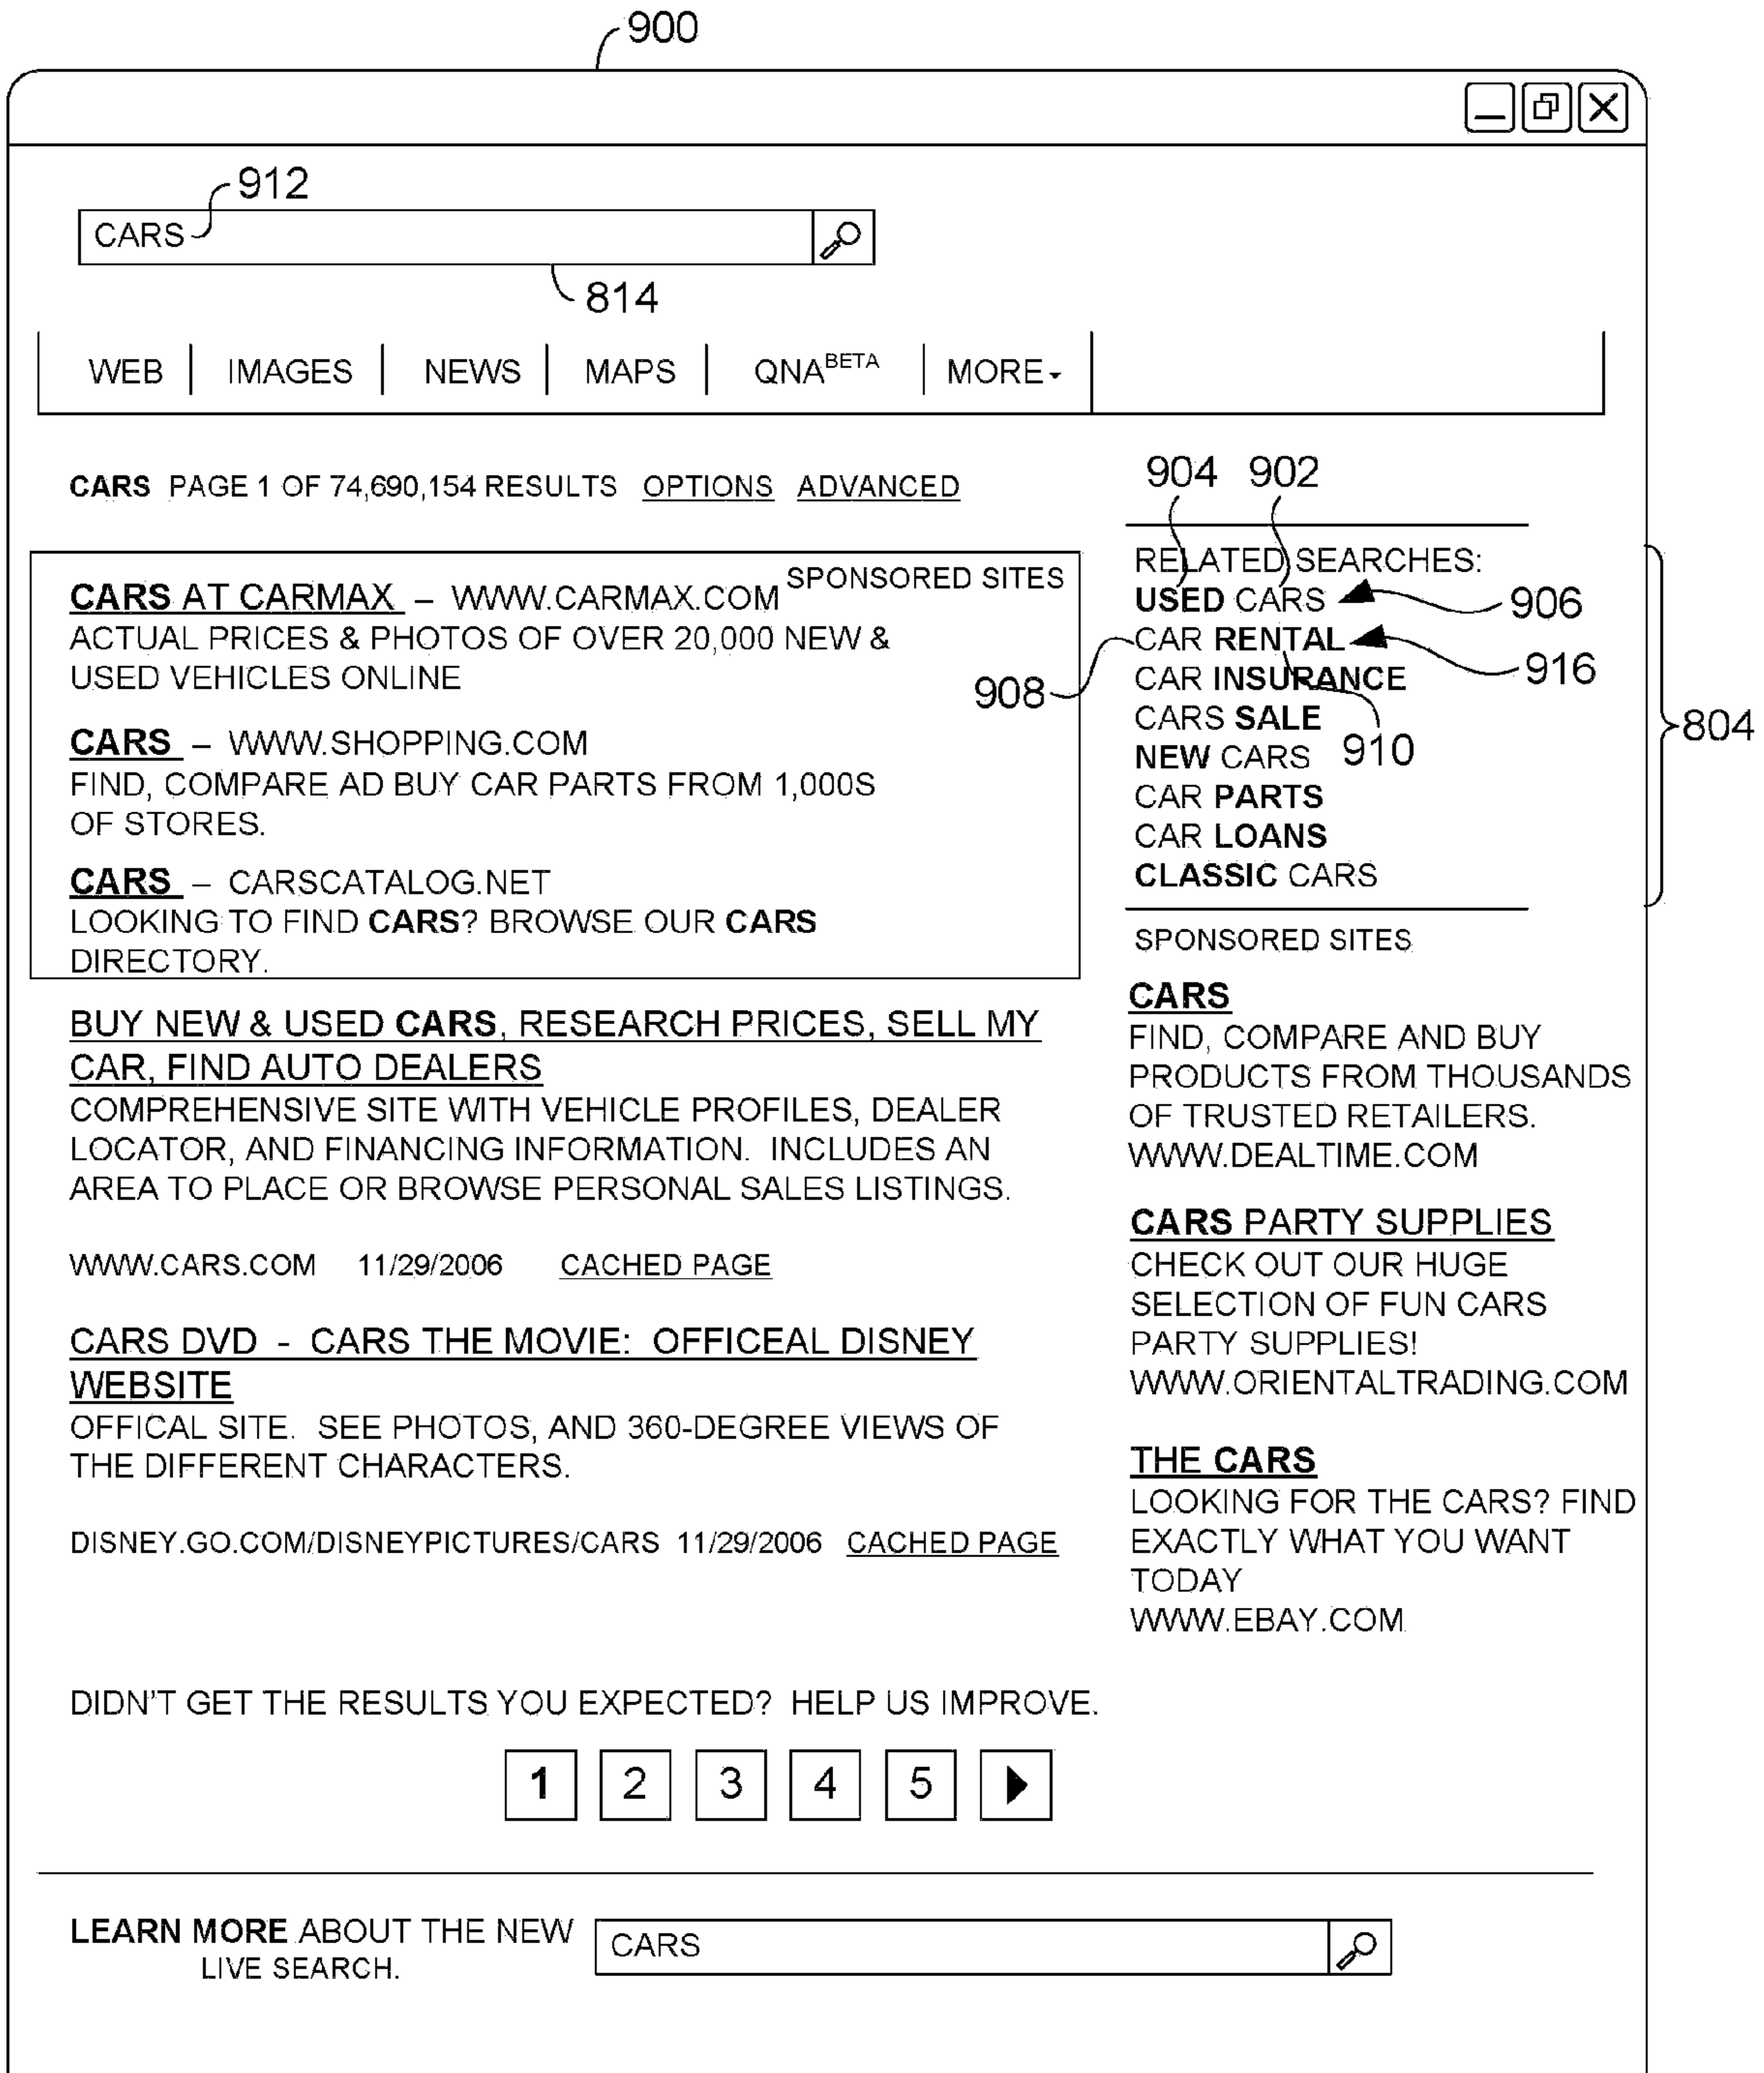 900
912
CARS
814
WEB IMAGES NEWS MAPS QNABETA MORE
CARS PAGE 1 OF 74,690,154 RESULTS OPTIONS ADVANCED
SPONSORED SITES
CARS AT CARMAX – WWW.CARMAX.COM
ACTUAL PRICES & PHOTOS OF OVER 20,000 NEW &
USED VEHICLES ONLINE
CARS – WWW.SHOPPING.COM
FIND, COMPARE AD BUY CAR PARTS FROM 1,000S
OF STORES.
CARS – CARSCATALOG.NET
LOOKING TO FIND CARS? BROWSE OUR CARS
DIRECTORY.
BUY NEW & USED CARS, RESEARCH PRICES, SELL MY
CAR, FIND AUTO DEALERS
COMPREHENSIVE SITE WITH VEHICLE PROFILES, DEALER
LOCATOR, AND FINANCING INFORMATION. INCLUDES AN
AREA TO PLACE OR BROWSE PERSONAL SALES LISTINGS.
WWW.CARS.COM 11/29/2006 CACHED PAGE
CARS DVD - CARS THE MOVIE: OFFICEAL DISNEY
WEBSITE
OFFICAL SITE. SEE PHOTOS, AND 360-DEGREE VIEWS OF
THE DIFFERENT CHARACTERS.
DISNEY.GO.COM/DISNEYPICTURES/CARS 11/29/2006 CACHED PAGE
904 902
RELATED SEARCHES:
USED CARS
906
CAR RENTAL
916
908
CAR INSURANCE
CARS SALE
804
NEW CARS
910
CAR PARTS
CAR LOANS
CLASSIC CARS
SPONSORED SITES
CARS
FIND, COMPARE AND BUY
PRODUCTS FROM THOUSANDS
OF TRUSTED RETAILERS.
WWW.DEALTIME.COM
CARS PARTY SUPPLIES
CHECK OUT OUR HUGE
SELECTION OF FUN CARS
PARTY SUPPLIES!
WWW.ORIENTALTRADING.COM
THE CARS
LOOKING FOR THE CARS? FIND
EXACTLY WHAT YOU WANT
TODAY
WWW.EBAY.COM
DIDN'T GET THE RESULTS YOU EXPECTED? HELP US IMPROVE.
1 2 3 4 5
LEARN MORE ABOUT THE NEW
LIVE SEARCH.
CARS